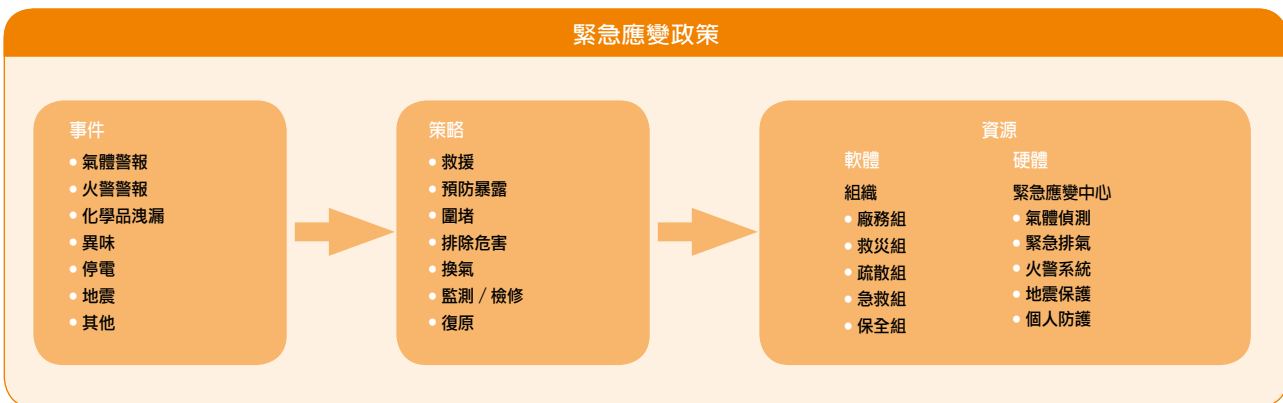 緊急應變政策
事件
• 氣體警報
• 火警警報
• 化學品洩漏
• 異味
• 停電
• 地震
• 其他
策略
• 救援
• 預防暴露
• 圍堵
• 排除危害
• 換氣
• 監測／檢修
• 復原
資源
軟體
組織
• 廠務組
• 救災組
• 疏散組
• 急救組
• 保全組
硬體
緊急應變中心
• 氣體偵測
• 緊急排氣
• 火警系統
• 地震保護
• 個人防護